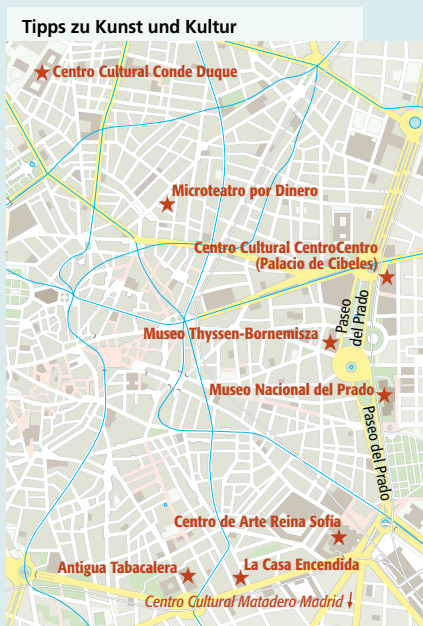 Tipps zu Kunst und Kultur
Centro Cultural Conde Duque
Microteatro por Dinero
Centro Cultural CentroCentro
(Palacio de Cibeles)
Paseo
del Prado
Museo Thyssen-Bornemisza
Museo Nacional del Prado
Paseo del Prado
Centro de Arte Reina Sofía
Antigua Tabacalera
La Casa Encendida
Centro Cultural Matadero Madrid ↓